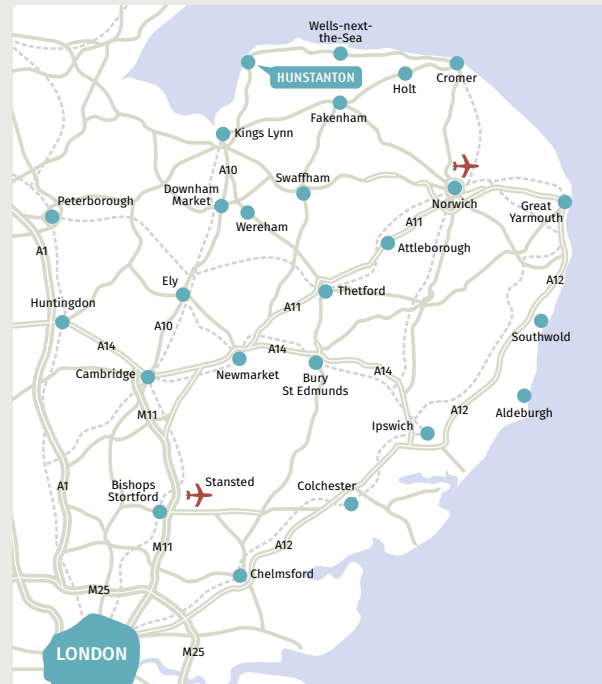 Wells-next-
the-Sea
HUNSTANTON
Holt
Cromer
Fakenham
Kings Lynn
A10
Swaffham
Downham
Market
Peterborough
Norwich
Great
Yarmouth
Wereham
A11
Attleborough
A1
A12
Ely
Thetford
Huntingdon
A11
A10
Southwold
A14
A14
Cambridge
Newmarket
Bury
St Edmunds
A14
Aldeburgh
M11
A12
Ipswich
A1
Bishops
Stortford
Stansted
Colchester
M11
A12
Chelmsford
M25
LONDON
M25